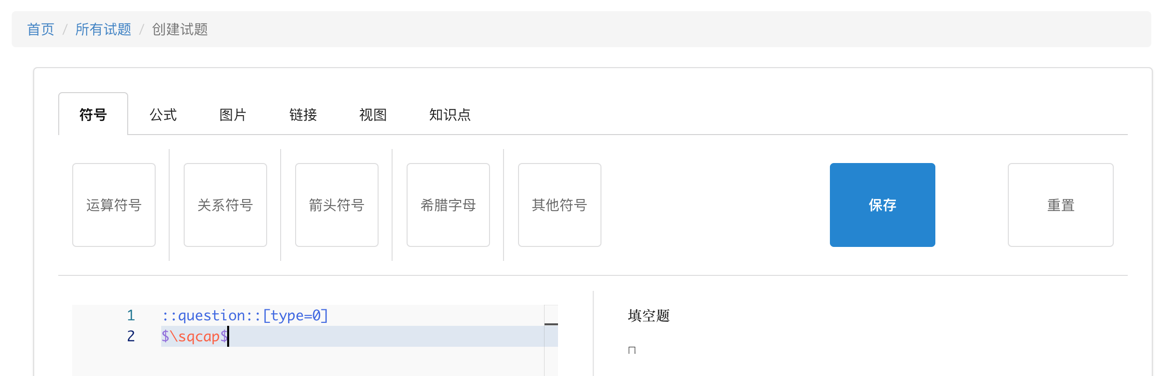 首页 / 所有试题 / 创建试题
符号 公式 图片 链接 视图 知识点
运算符号 关系符号 箭头符号 希腊字母 其他符号 保存 重置
1 ::question::[type=0]
2 $\sqcap$
填空题
⊓